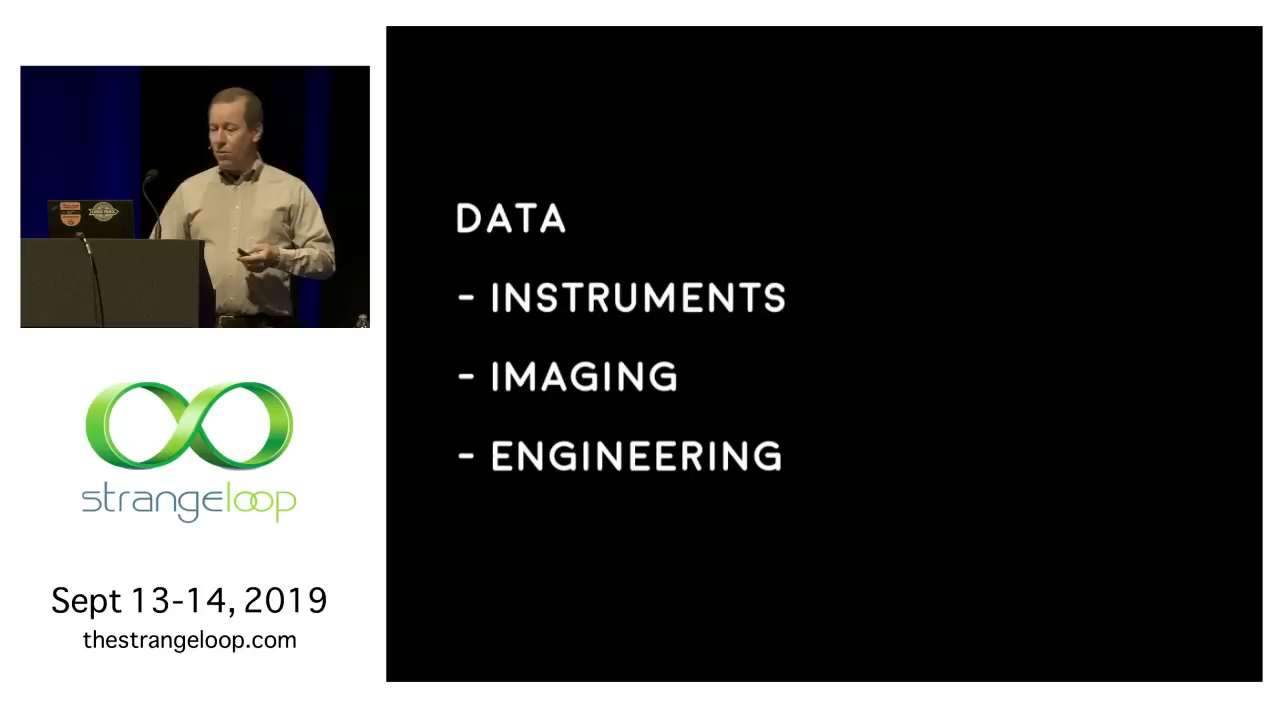 DATA
- INSTRUMENTS
- IMAGING
- ENGINEERING
strangeloop
Sept 13-14, 2019
thestrangeloop.com